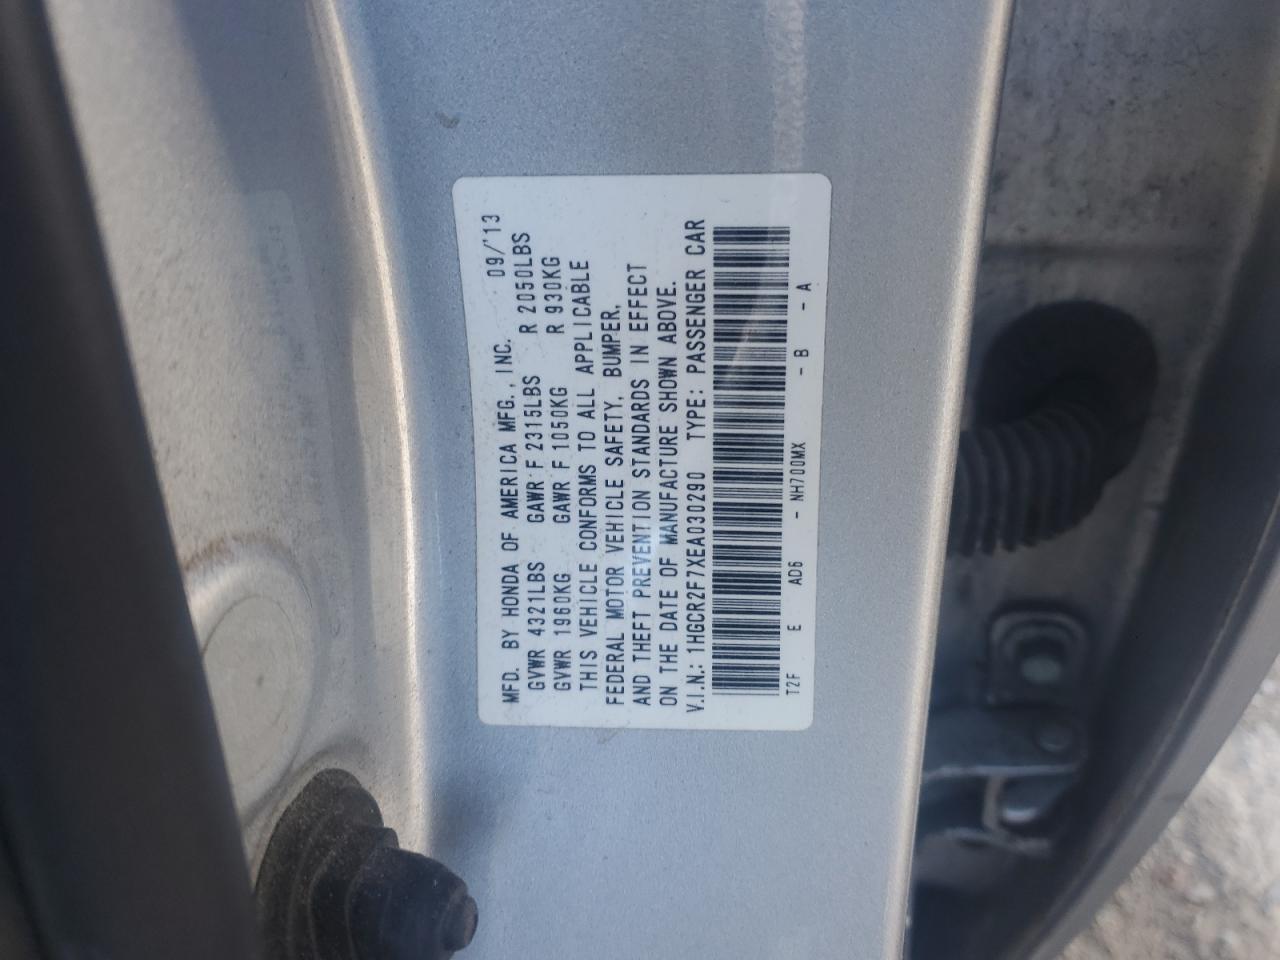 MFD. BY HONDA OF AMERICA MFG., INC. 09/'13
GVWR 4321LBS GAWR F 2315LBS R 2050LBS
GVWR 1960KG GAWR F 1050KG R 930KG
THIS VEHICLE CONFORMS TO ALL APPLICABLE
FEDERAL MOTOR VEHICLE SAFETY, BUMPER,
AND THEFT PREVENTION STANDARDS IN EFFECT
ON THE DATE OF MANUFACTURE SHOWN ABOVE.
V.I.N.: 1HGCR2F7XEA030290 TYPE: PASSENGER CAR
T2F E AD6 - NH700MX - B - A